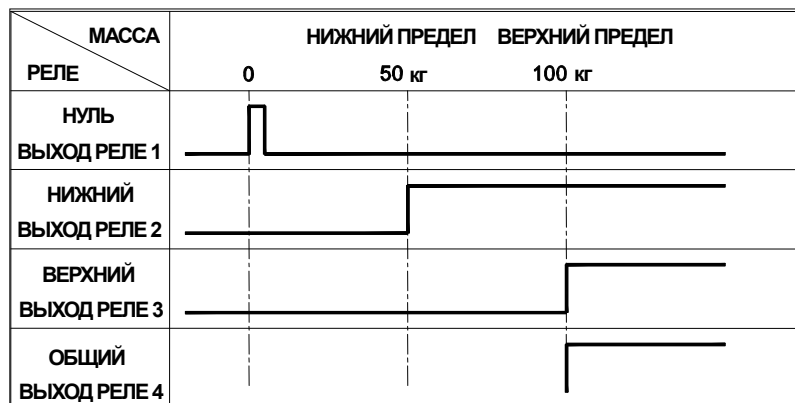 МАССА НИЖНИЙ ПРЕДЕЛ ВЕРХНИЙ ПРЕДЕЛ
РЕЛЕ 0 50 кг 100 кг
НУЛЬ
ВЫХОД РЕЛЕ 1
НИЖНИЙ
ВЫХОД РЕЛЕ 2
ВЕРХНИЙ
ВЫХОД РЕЛЕ 3
ОБЩИЙ
ВЫХОД РЕЛЕ 4